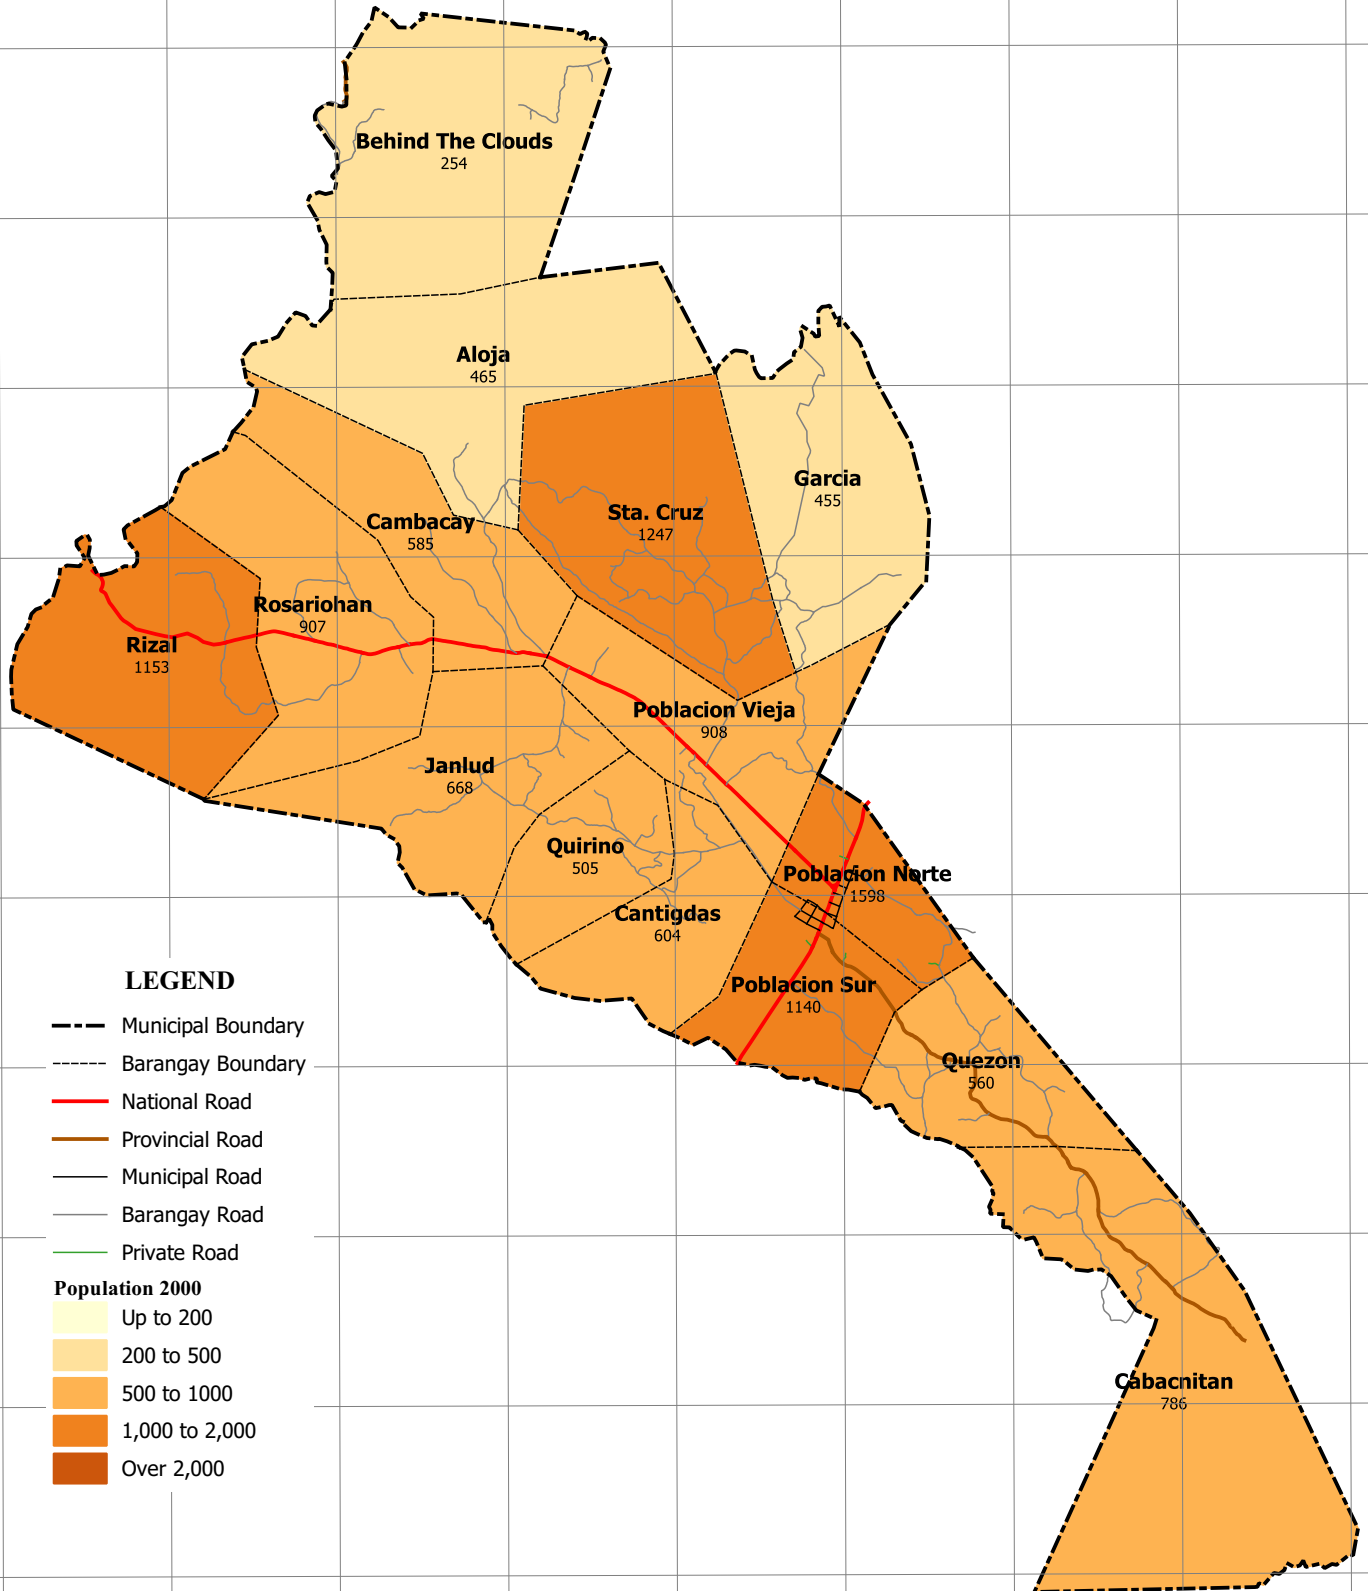 Behind The Clouds
254
Aloja
465
Garcia
455
Sta. Cruz
1247
Cambacay
585
Rosariohan
907
Rizal
1153
Poblacion Vieja
908
Janlud
668
Quirino
505
Poblacion Norte
1598
Cantigdas
604
Poblacion Sur
1140
Quezon
560
Cabacnitan
786
LEGEND
Municipal Boundary
Barangay Boundary
National Road
Provincial Road
Municipal Road
Barangay Road
Private Road
Population 2000
Up to 200
200 to 500
500 to 1000
1,000 to 2,000
Over 2,000